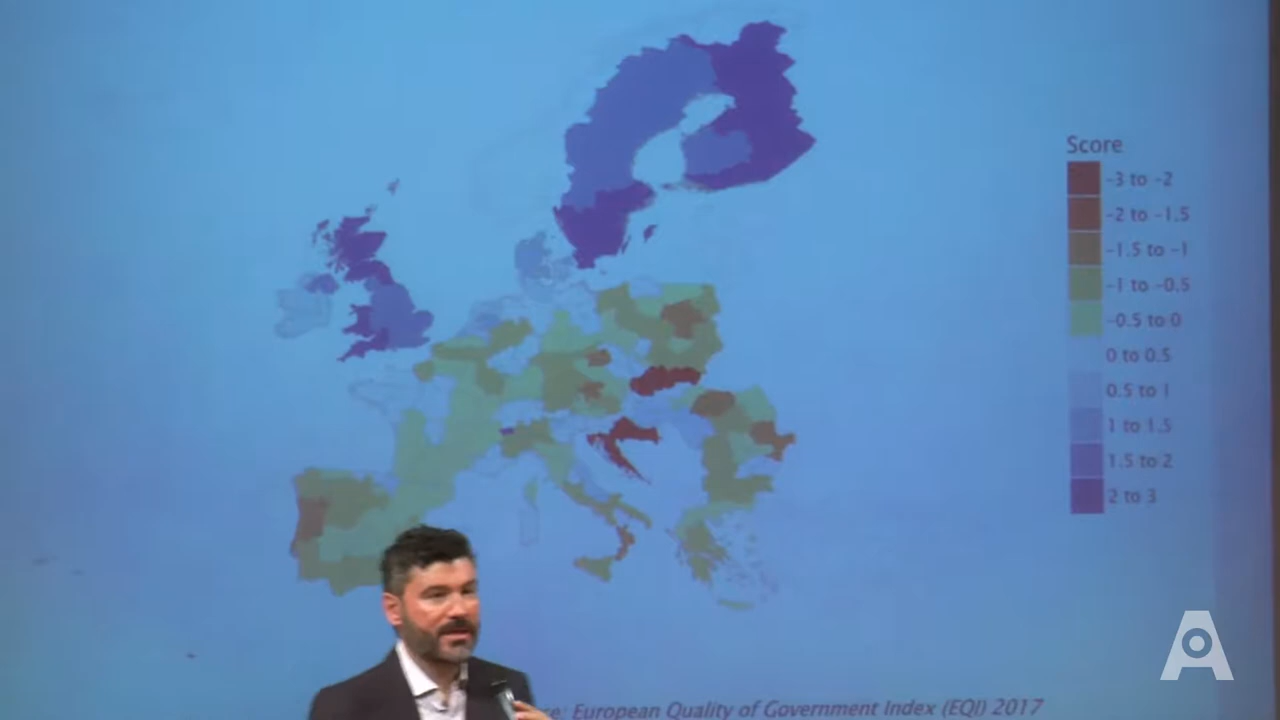 Score
-3 to -2
-2 to -1.5
-1.5 to -1
-1 to -0.5
-0.5 to 0
0 to 0.5
0.5 to 1
1 to 1.5
1.5 to 2
2 to 3
European Quality of Government Index (EQI) 2017
A